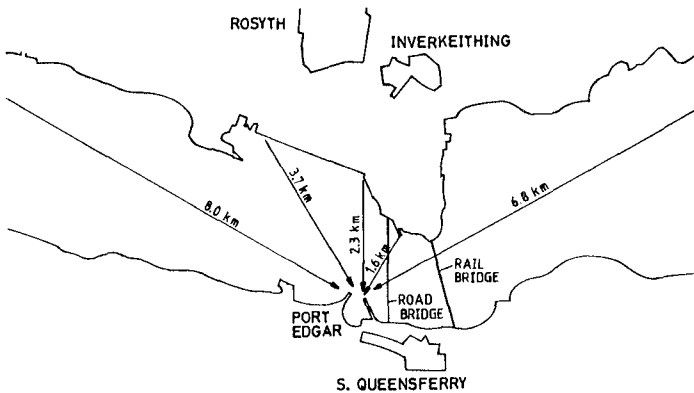 ROSYTH
INVERKEITHING
3.7 km
8.0 km
2.3 km
1.6 km
6.8 km
RAIL
BRIDGE
ROAD
BRIDGE
PORT
EDGAR
S. QUEENSFERRY